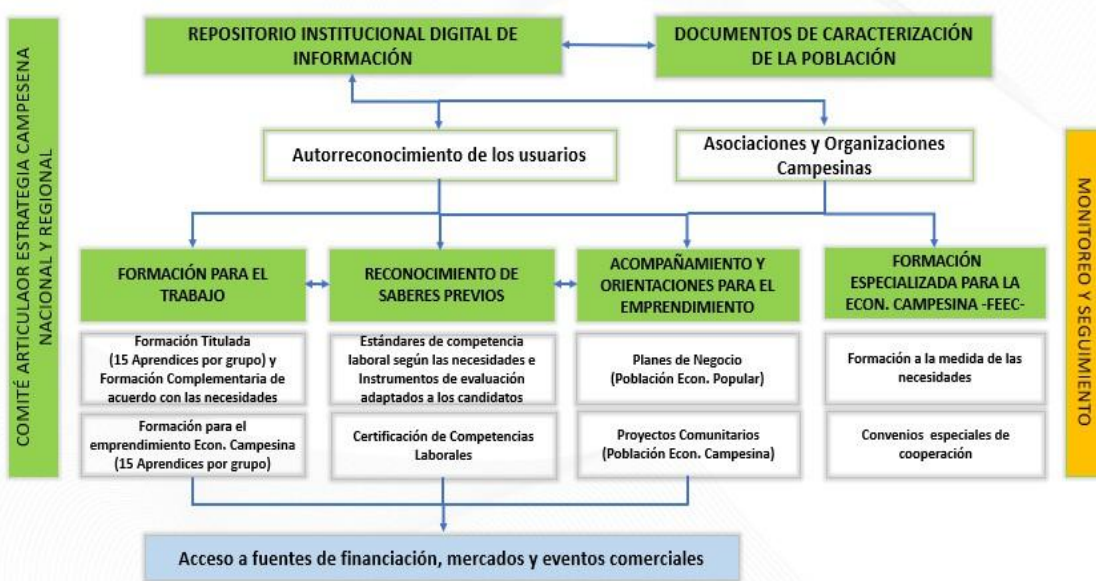 COMITÉ ARTICULAOR ESTRATEGIA CAMPESENA
NACIONAL Y REGIONAL
REPOSITORIO INSTITUCIONAL DIGITAL DE
INFORMACIÓN
DOCUMENTOS DE CARACTERIZACIÓN
DE LA POBLACIÓN
Autorreconocimiento de los usuarios
Asociaciones y Organizaciones
Campesinas
MONITOREO Y SEGUIMIENTO
FORMACIÓN PARA EL
TRABAJO
RECONOCIMIENTO DE
SABERES PREVIOS
ACOMPAÑAMIENTO Y
ORIENTACIONES PARA EL
EMPRENDIMIENTO
FORMACIÓN
ESPECIALIZADA PARA LA
ECON. CAMPESINA -FEEC-
Formación Titulada
(15 Aprendices por grupo) y
Formación Complementaria de
acuerdo con las necesidades
Estándares de competencia
laboral según las necesidades e
Instrumentos de evaluación
adaptados a los candidatos
Planes de Negocio
(Población Econ. Popular)
Formación a la medida de las
necesidades
Formación para el
emprendimiento Econ. Campesina
(15 Aprendices por grupo)
Certificación de Competencias
Laborales
Proyectos Comunitarios
(Población Econ. Campesina)
Convenios especiales de
cooperación
Acceso a fuentes de financiación, mercados y eventos comerciales